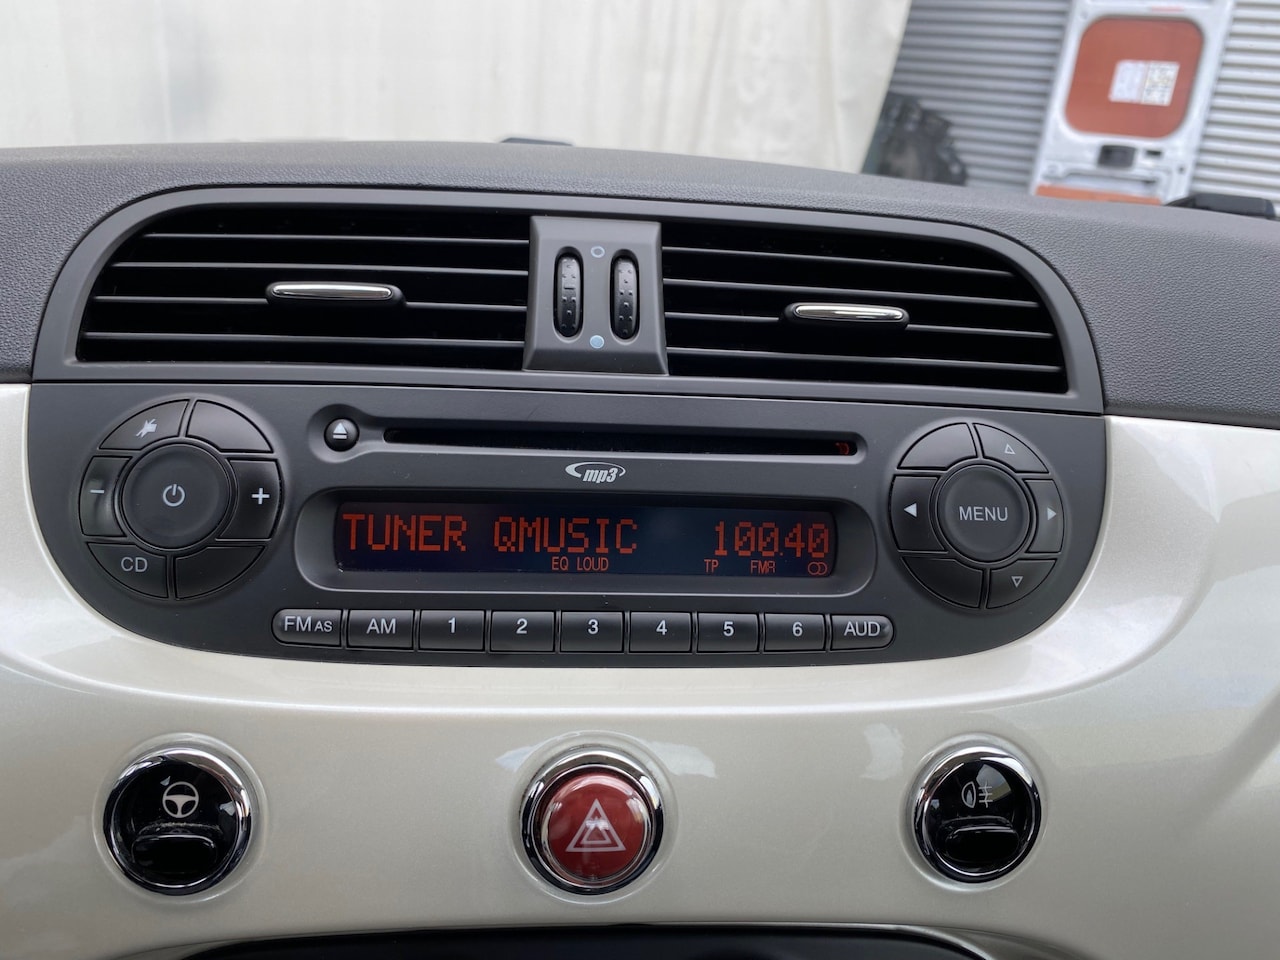 mp3
TUNER QMUSIC 100.40
EQ LOUD TP FMA
- +
CD
MENU
FM AS AM 1 2 3 4 5 6 AUD